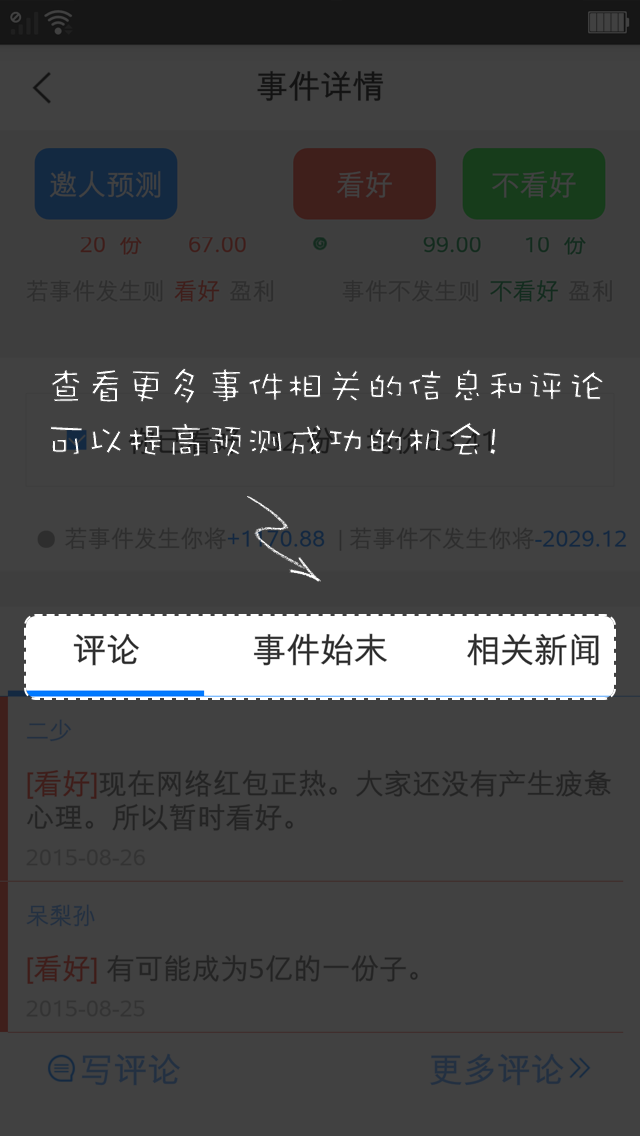 事件详情
邀人预测 看好 不看好
20 份 67.00 99.00 10 份
若事件发生则 看好 盈利 事件不发生则 不看好 盈利
查看更多事件相关的信息和评论
可以提高预测成功的机会!
若事件发生你将+1170.88 | 若事件不发生你将-2029.12
评论 事件始末 相关新闻
二少
[看好]现在网络红包正热。大家还没有产生疲惫
心理。所以暂时看好。
2015-08-26
呆梨孙
[看好] 有可能成为5亿的一份子。
2015-08-25
写评论 更多评论